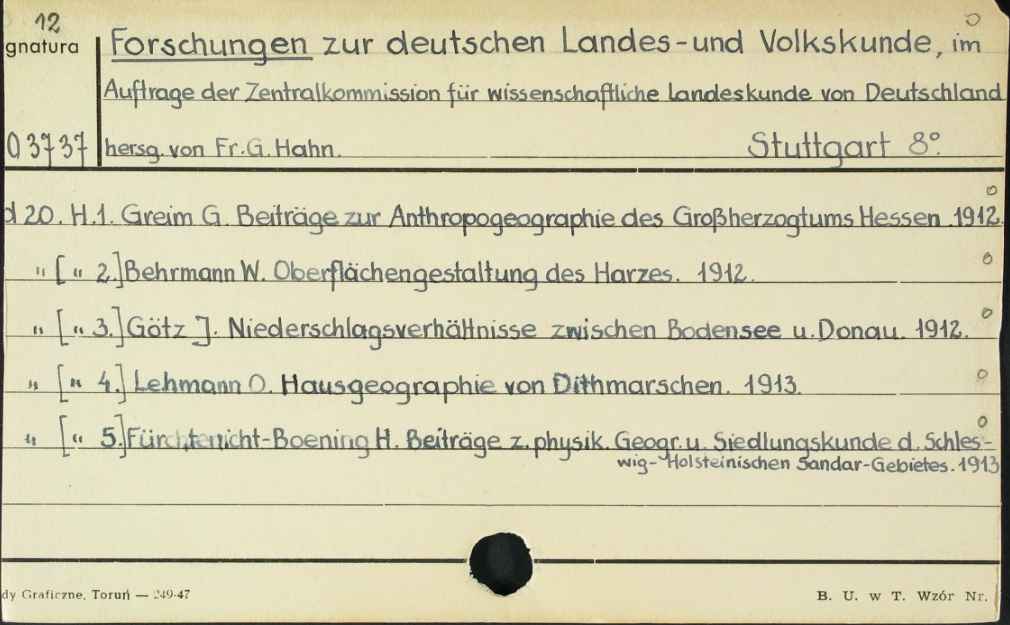 12
gnatura
Forschungen zur deutschen Landes-und Volkskunde, im
Auftrage der Zentralkommission für wissenschaftliche Landeskunde von Deutschland
03737 hersg. von Fr. G. Hahn. Stuttgart 8°.
d 20. H.1. Greim G. Beiträge zur Anthropogeographie des Großherzogtums Hessen. 1912.
" [" 2.] Behrmann W. Oberflächengestaltung des Harzes. 1912.
" [" 3.] Götz J. Niederschlagsverhältnisse zwischen Bodensee u. Donau. 1912.
" [" 4.] Lehmann O. Hausgeographie von Dithmarschen. 1913.
" [" 5.] Fürchtenicht-Boening H. Beiträge z. physik. Geogr. u. Siedlungskunde d. Schles-
wig-Holsteinischen Sandar-Gebietes. 1913
dy Graficzne, Toruń — 249-47
B. U. w T. Wzór Nr.